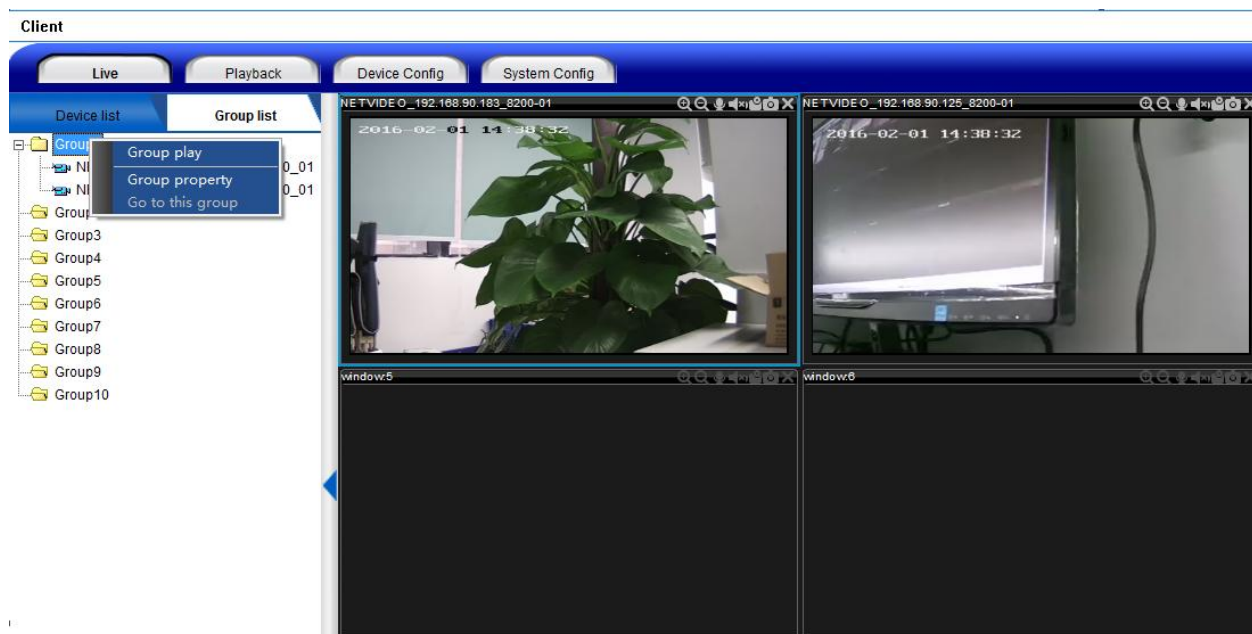 Client
Live
Playback
Device Config
System Config
Device list
Group list
Group play
Group property
Go to this group
0_01
0_01
Group3
Group4
Group5
Group6
Group7
Group8
Group9
Group10
NETVIDEO_192.168.90.183_8200-01
2016-02-01 14:38:32
NETVIDEO_192.168.90.125_8200-01
2016-02-01 14:38:32
window:5
window:6